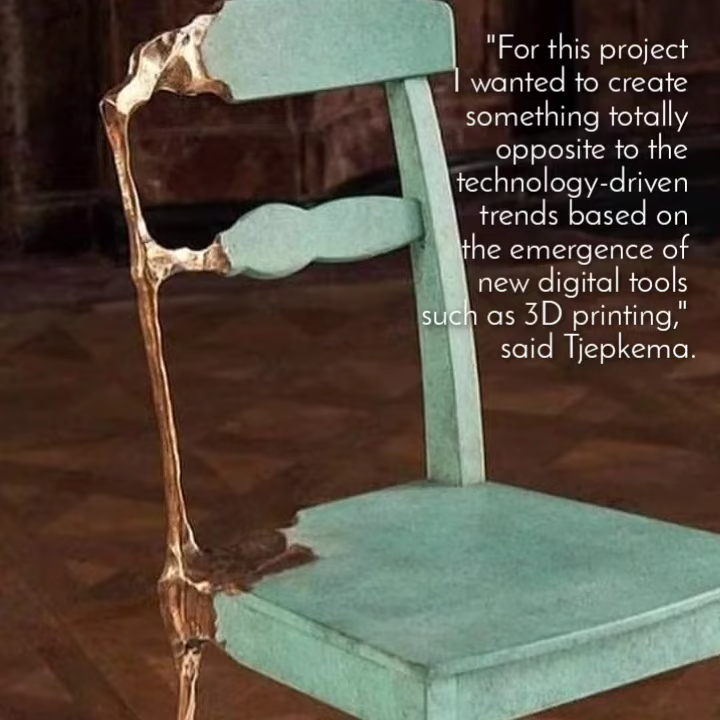 "For this project
I wanted to create
something totally
opposite to the
technology-driven
trends based on
the emergence of
new digital tools
such as 3D printing,"
said Tjepkema.